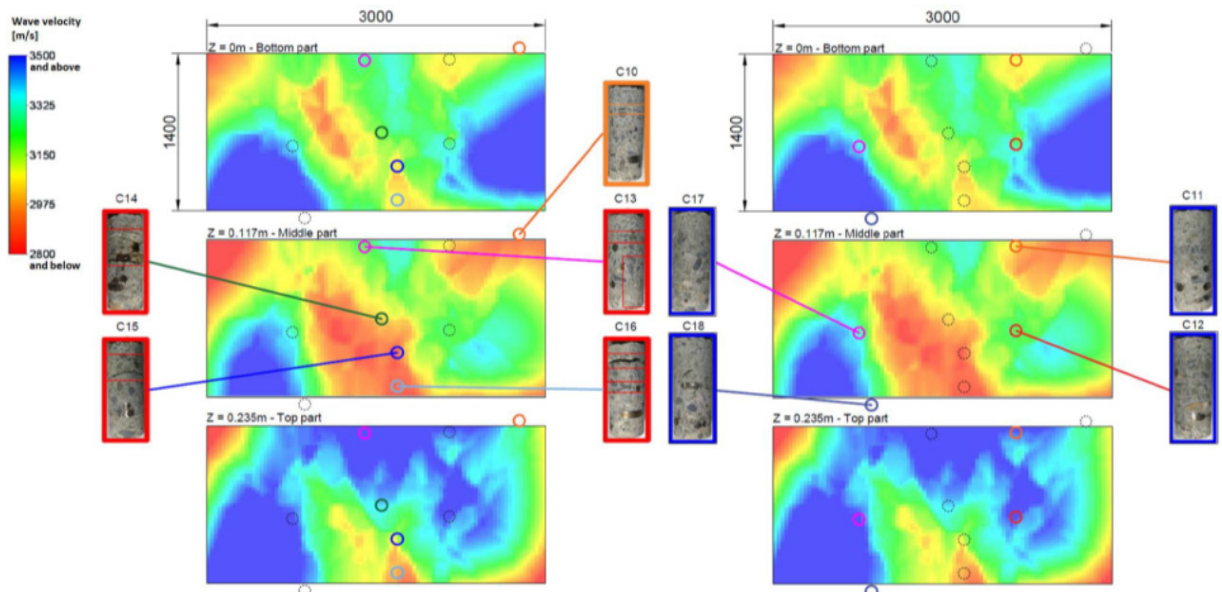 Wave velocity
[m/s]
3500
and above
3325
3150
2975
2800
and below
3000
3000
Z = 0m - Bottom part
Z = 0m - Bottom part
1400
1400
C10
C14
C13
C17
C11
Z = 0.117m - Middle part
Z = 0.117m - Middle part
C15
C16
C18
C12
Z = 0.235m - Top part
Z = 0.235m - Top part